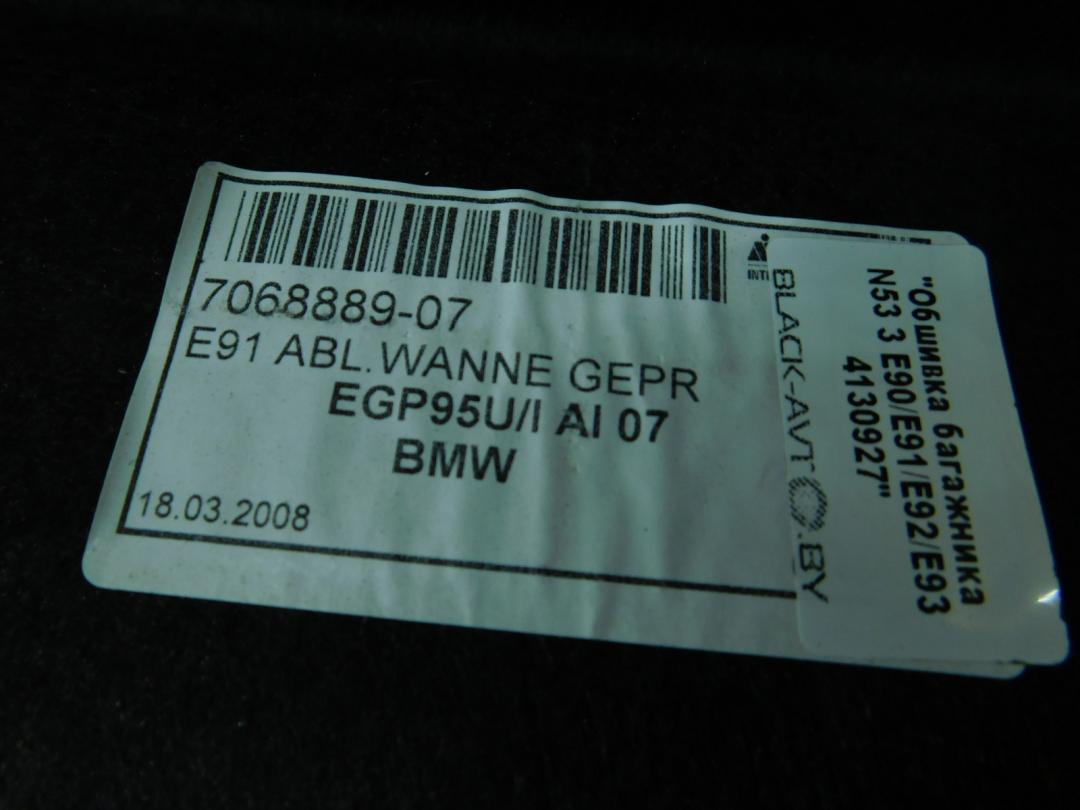 7068889-07
E91 ABL.WANNE GEPR
EGP95U/I AI 07
BMW
18.03.2008
BLACK-AVTO.BY
"Обшивка багажника
N53 3 E90/E91/E92/E93
4130927"